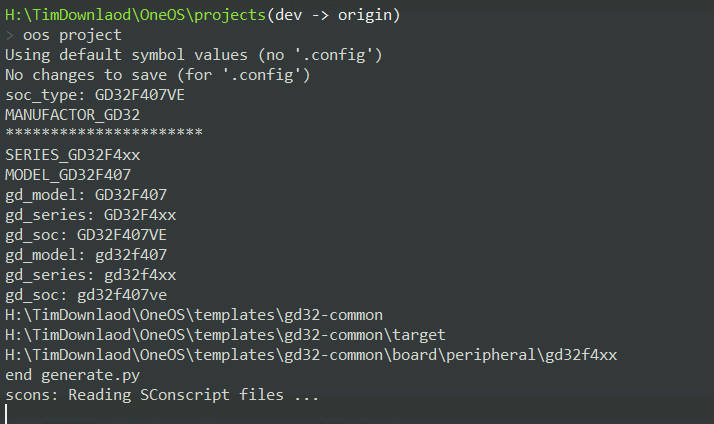 H:\TimDownlaod\OneOS\projects(dev -> origin)
> oos project
Using default symbol values (no '.config')
No changes to save (for '.config')
soc_type: GD32F407VE
MANUFACTOR_GD32
**********************
SERIES_GD32F4xx
MODEL_GD32F407
gd_model: GD32F407
gd_series: GD32F4xx
gd_soc: GD32F407VE
gd_model: gd32f407
gd_series: gd32f4xx
gd_soc: gd32f407ve
H:\TimDownlaod\OneOS\templates\gd32-common
H:\TimDownlaod\OneOS\templates\gd32-common\target
H:\TimDownlaod\OneOS\templates\gd32-common\board\peripheral\gd32f4xx
end generate.py
scons: Reading SConscript files ...